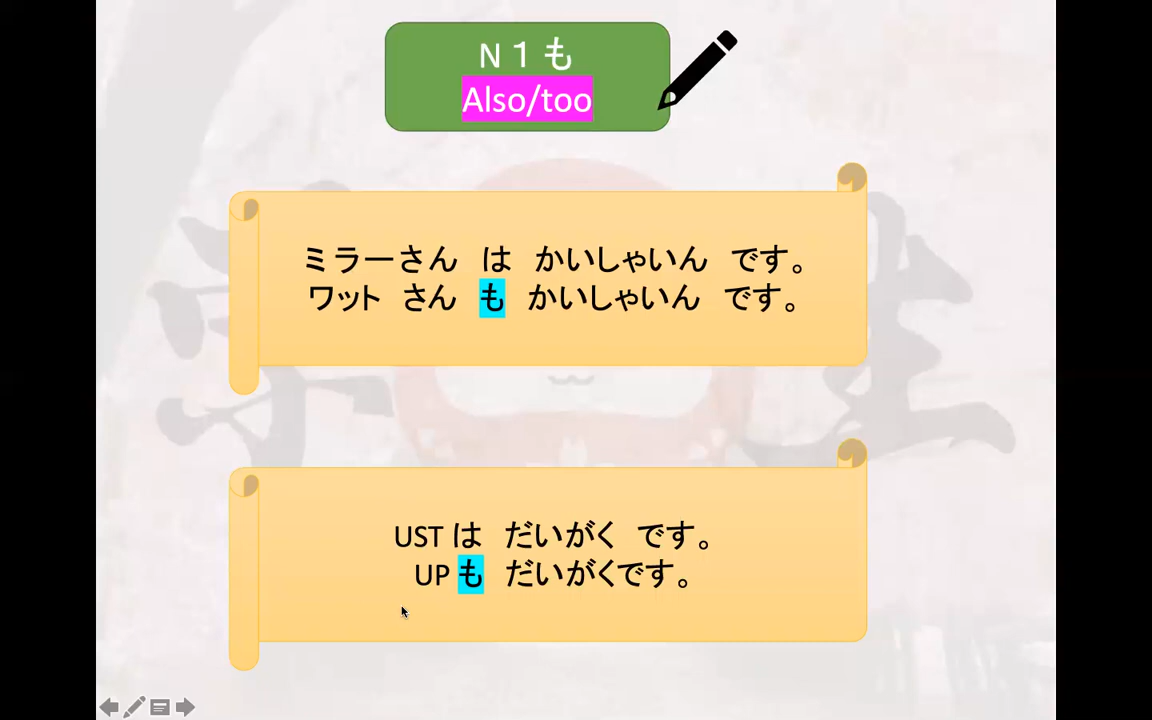 N１も
Also/too
ミラーさん は かいしゃいん です。
ワット さん も かいしゃいん です。
UST は だいがく です。
UP も だいがくです。